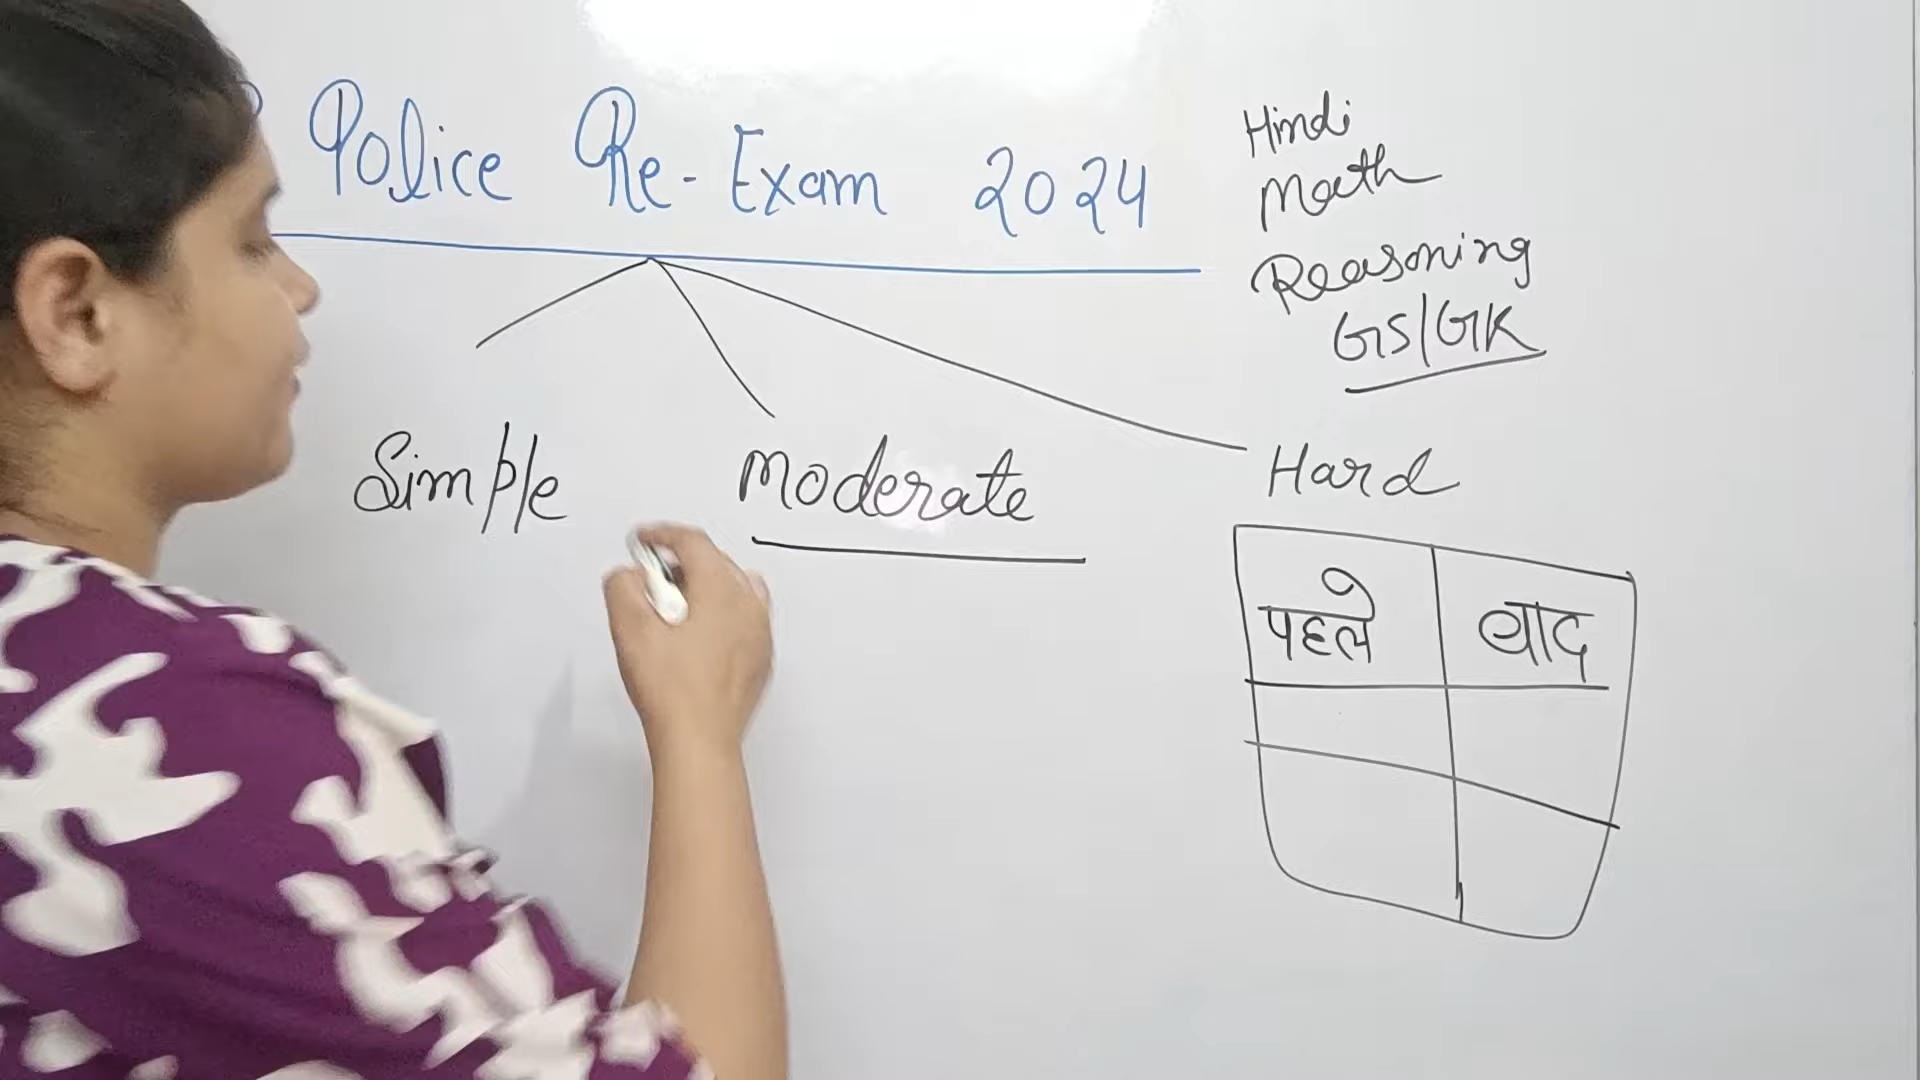 Police Re-Exam 2024
Hindi
Math
Reasoning
GS/GK
Simple Moderate Hard
पहले बाद